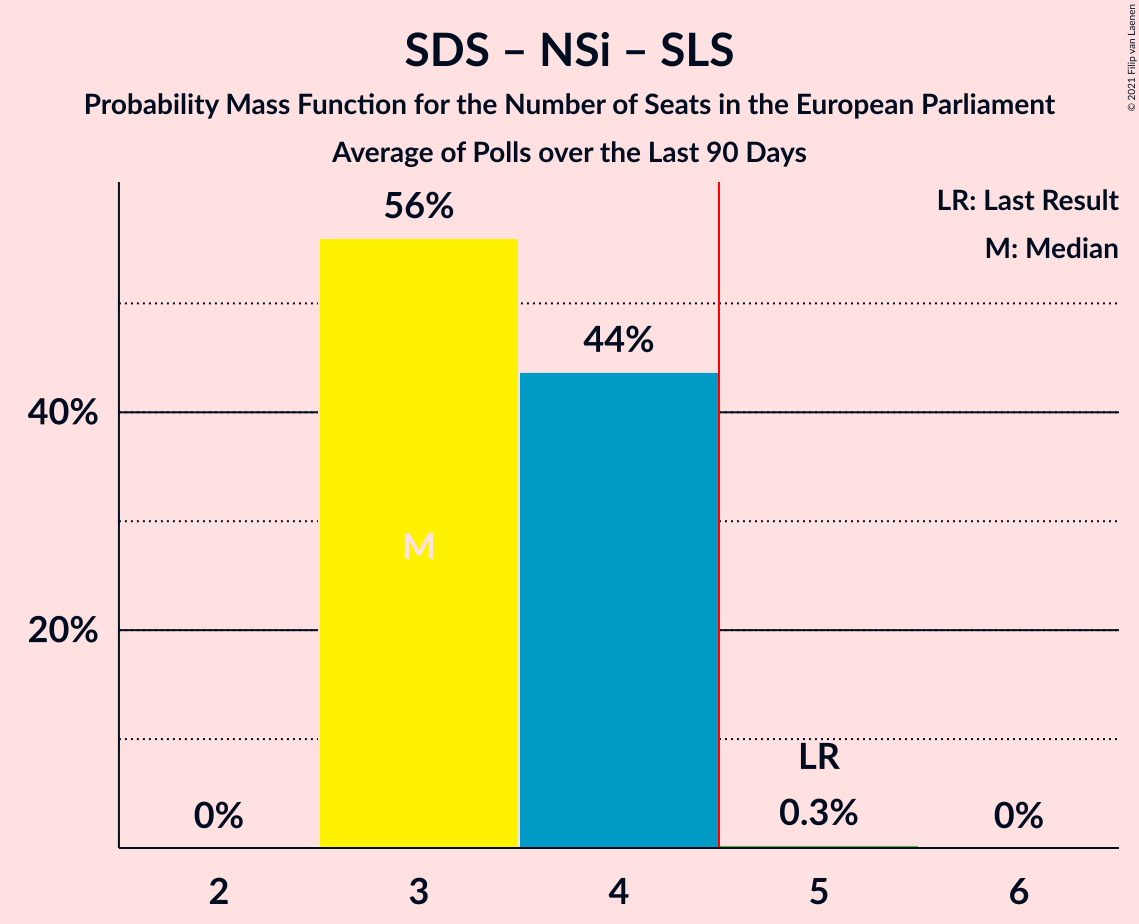 SDS – NSi – SLS
Probability Mass Function for the Number of Seats in the European Parliament
Average of Polls over the Last 90 Days
© 2021 Filip van Laenen
LR: Last Result
M: Median
56%
44%
40%
M
20%
LR
0%
0.3%
0%
2 3 4 5 6